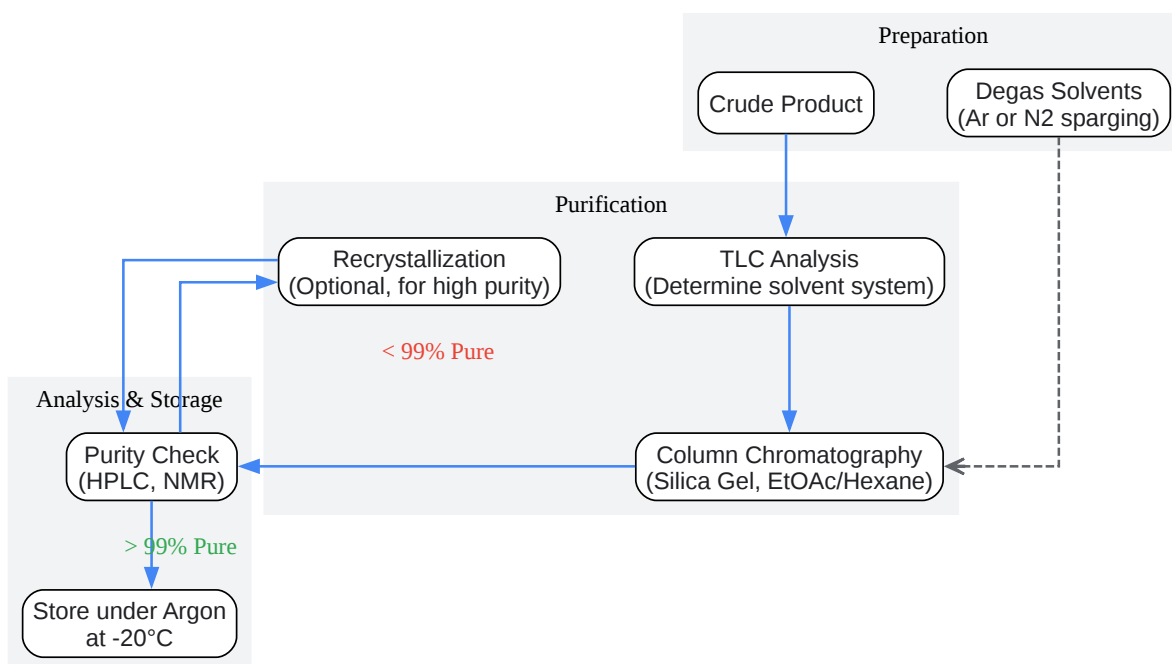 Preparation
Crude Product
Degas Solvents
(Ar or N2 sparging)
Purification
Recrystallization
(Optional, for high purity)
TLC Analysis
(Determine solvent system)
< 99% Pure
Analysis & Storage
Purity Check
(HPLC, NMR)
Column Chromatography
(Silica Gel, EtOAc/Hexane)
> 99% Pure
Store under Argon
at -20°C